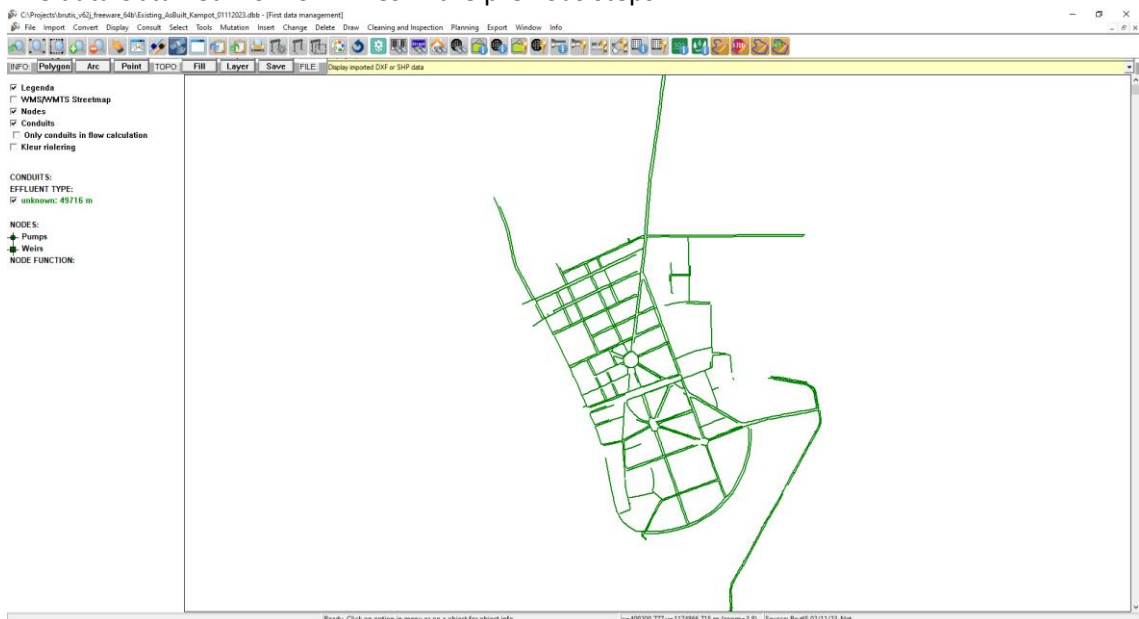 C:\Projects\brutis_v62j_freeware_64b\Existing_AsBuilt_Kampot_01112023.dbb - [First data management]
File Import Convert Display Consult Select Tools Mutation Insert Change Delete Draw Cleaning and Inspection Planning Export Window Info
INFO: Polygon Arc Point TOPO: Fill Layer Save FILE: Display imported DXF or SHP data
Legenda
WMS/WMTS Streetmap
Nodes
Conduits
Only conduits in flow calculation
Kleur riolering
CONDUITS:
EFFLUENT TYPE:
unknown: 49716 m
NODES:
Pumps
Weirs
NODE FUNCTION:
Ready. Click on option in menu or on a object for object info